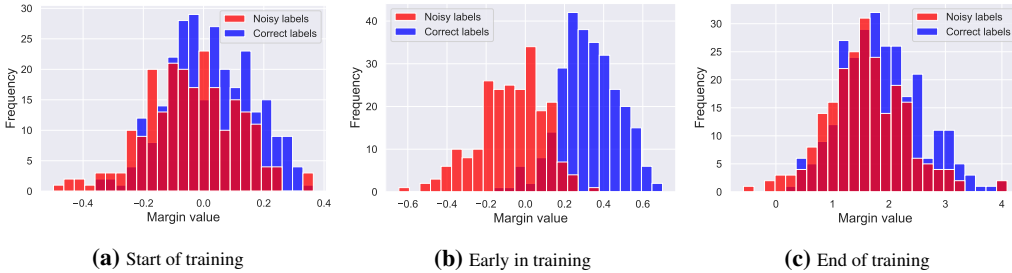 Noisy labels
Correct labels
30
25
20
15
10
5
0
Frequency
−0.4 −0.2 0.0 0.2 0.4
Margin value
(a) Start of training
Noisy labels
Correct labels
40
30
20
10
0
Frequency
−0.6 −0.4 −0.2 0.0 0.2 0.4 0.6
Margin value
(b) Early in training
Noisy labels
Correct labels
30
25
20
15
10
5
0
Frequency
0 1 2 3 4
Margin value
(c) End of training